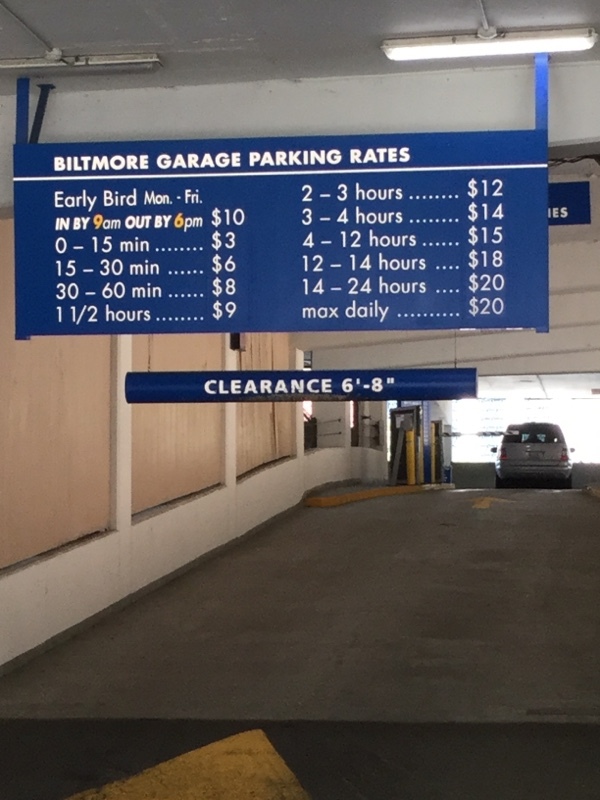 BILTMORE GARAGE PARKING RATES
Early Bird Mon. - Fri.
IN BY 9am OUT BY 6pm $10
0 – 15 min ........ $3
15 – 30 min ...... $6
30 – 60 min ...... $8
1 1/2 hours ........ $9
2 – 3 hours ........ $12
3 – 4 hours ........ $14
4 – 12 hours ...... $15
12 – 14 hours .... $18
14 – 24 hours .... $20
max daily .......... $20
CLEARANCE 6'-8"